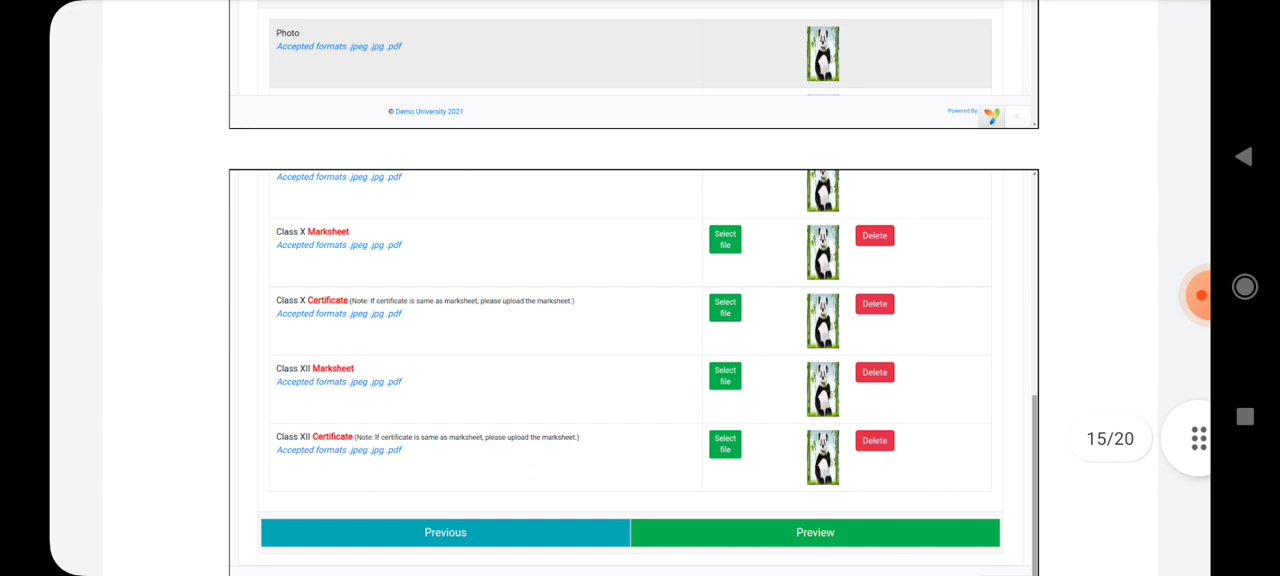 Photo
Accepted formats .jpeg .jpg .pdf
© Demo University 2021
Powered By
Accepted formats .jpeg .jpg .pdf
Class X Marksheet
Accepted formats .jpeg .jpg .pdf
Select file
Delete
Class X Certificate (Note: If certificate is same as marksheet, please upload the marksheet.)
Accepted formats .jpeg .jpg .pdf
Select file
Delete
Class XII Marksheet
Accepted formats .jpeg .jpg .pdf
Select file
Delete
Class XII Certificate (Note: If certificate is same as marksheet, please upload the marksheet.)
Accepted formats .jpeg .jpg .pdf
Select file
Delete
Previous
Preview
15/20